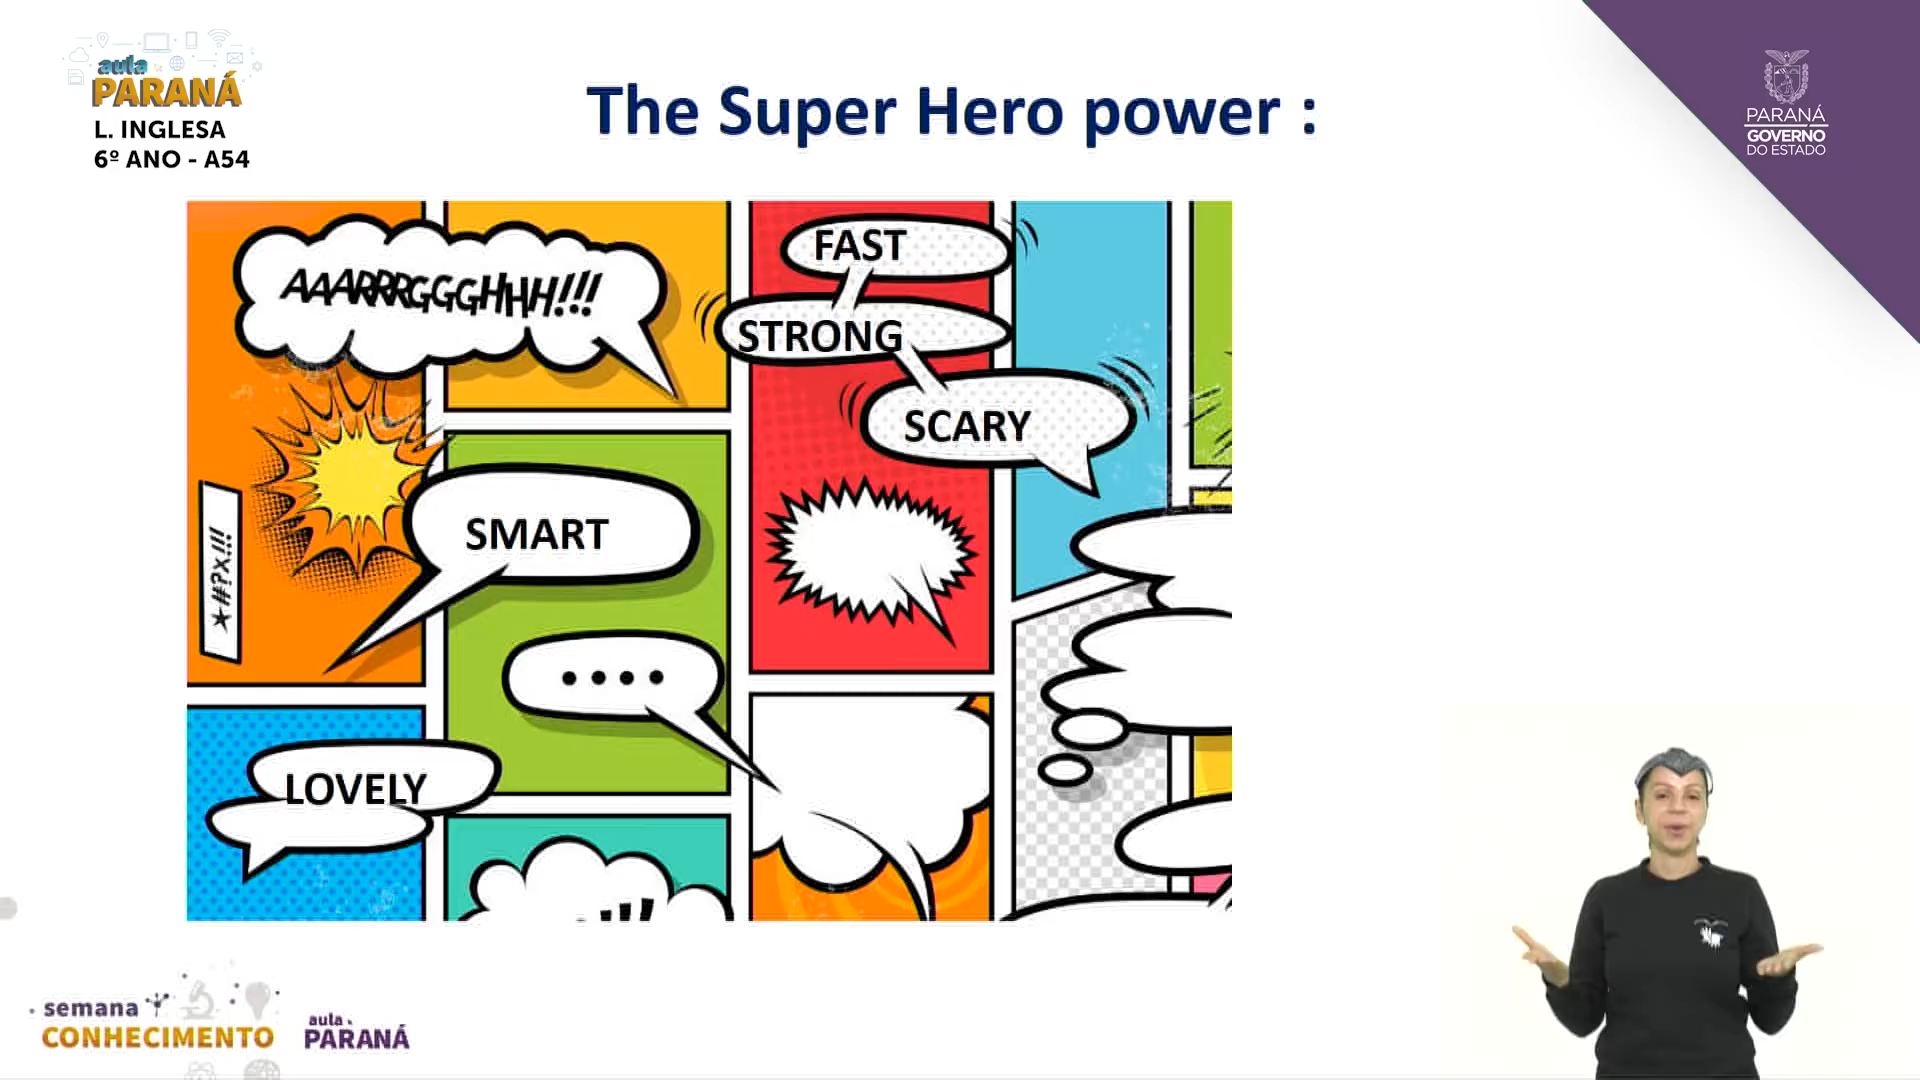 aula
PARANÁ
L. INGLESA
6º ANO - A54
The Super Hero power :
PARANÁ
GOVERNO
DO ESTADO
AAARRRGGGHHH!!!
FAST
STRONG
SCARY
*#?x!!!
SMART
....
LOVELY
!!!
semana
CONHECIMENTO
aula
PARANÁ